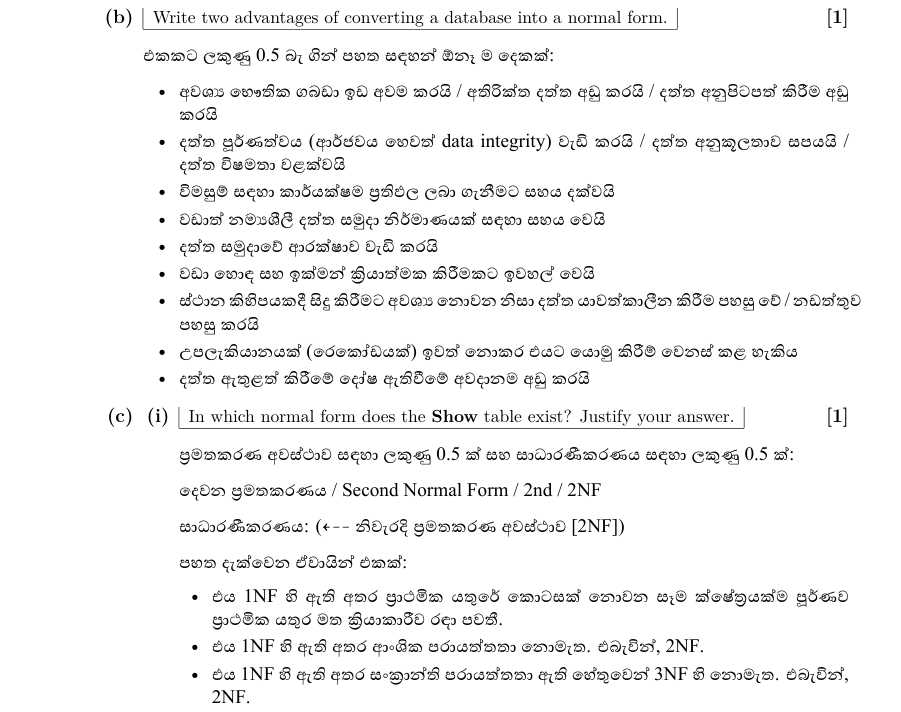 (b) Write two advantages of converting a database into a normal form. [1]
එකකට ලකුණු 0.5 බැ ගින් පහත සඳහන් ඕනෑ ම දෙකක්:
• අවශ්‍ය භෞතික ගබඩා ඉඩ අවම කරයි / අතිරික්ත දත්ත අඩු කරයි / දත්ත අනුපිටපත් කිරීම අඩු
කරයි
• දත්ත පූර්ණත්වය (ආර්ජවය හෙවත් data integrity) වැඩි කරයි / දත්ත අනුකූලතාව සපයයි /
දත්ත විෂමතා වළක්වයි
• විමසුම් සඳහා කාර්යක්ෂම ප්‍රතිඵල ලබා ගැනීමට සහය දක්වයි
• වඩාත් නම්‍යශීලී දත්ත සමුදා නිර්මාණයක් සඳහා සහය වෙයි
• දත්ත සමුදාවේ ආරක්ෂාව වැඩි කරයි
• වඩා හොඳ සහ ඉක්මන් ක්‍රියාත්මක කිරීමකට ඉවහල් වෙයි
• ස්ථාන කිහිපයකදී සිදු කිරීමට අවශ්‍ය නොවන නිසා දත්ත යාවත්කාලීන කිරීම පහසු වේ / නඩත්තුව
පහසු කරයි
• උපලැකියානයක් (රෙකෝඩයක්) ඉවත් නොකර එයට යොමු කිරීම් වෙනස් කළ හැකිය
• දත්ත ඇතුළත් කිරීමේ දෝෂ ඇතිවීමේ අවදානම අඩු කරයි
(c) (i) In which normal form does the Show table exist? Justify your answer. [1]
ප්‍රමතකරණ අවස්ථාව සඳහා ලකුණු 0.5 ක් සහ සාධාරණීකරණය සඳහා ලකුණු 0.5 ක්:
දෙවන ප්‍රමතකරණය / Second Normal Form / 2nd / 2NF
සාධාරණීකරණය: (←-- නිවැරදි ප්‍රමතකරණ අවස්ථාව [2NF])
පහත දැක්වෙන ඒවායින් එකක්:
• එය 1NF හි ඇති අතර ප්‍රාථමික යතුරේ කොටසක් නොවන සෑම ක්ෂේත්‍රයක්ම පූර්ණව
ප්‍රාථමික යතුර මත ක්‍රියාකාරීව රඳා පවතී.
• එය 1NF හි ඇති අතර ආංශික පරායත්තතා නොමැත. එබැවින්, 2NF.
• එය 1NF හි ඇති අතර සංක්‍රාන්ති පරායත්තතා ඇති හේතුවෙන් 3NF හි නොමැත. එබැවින්,
2NF.